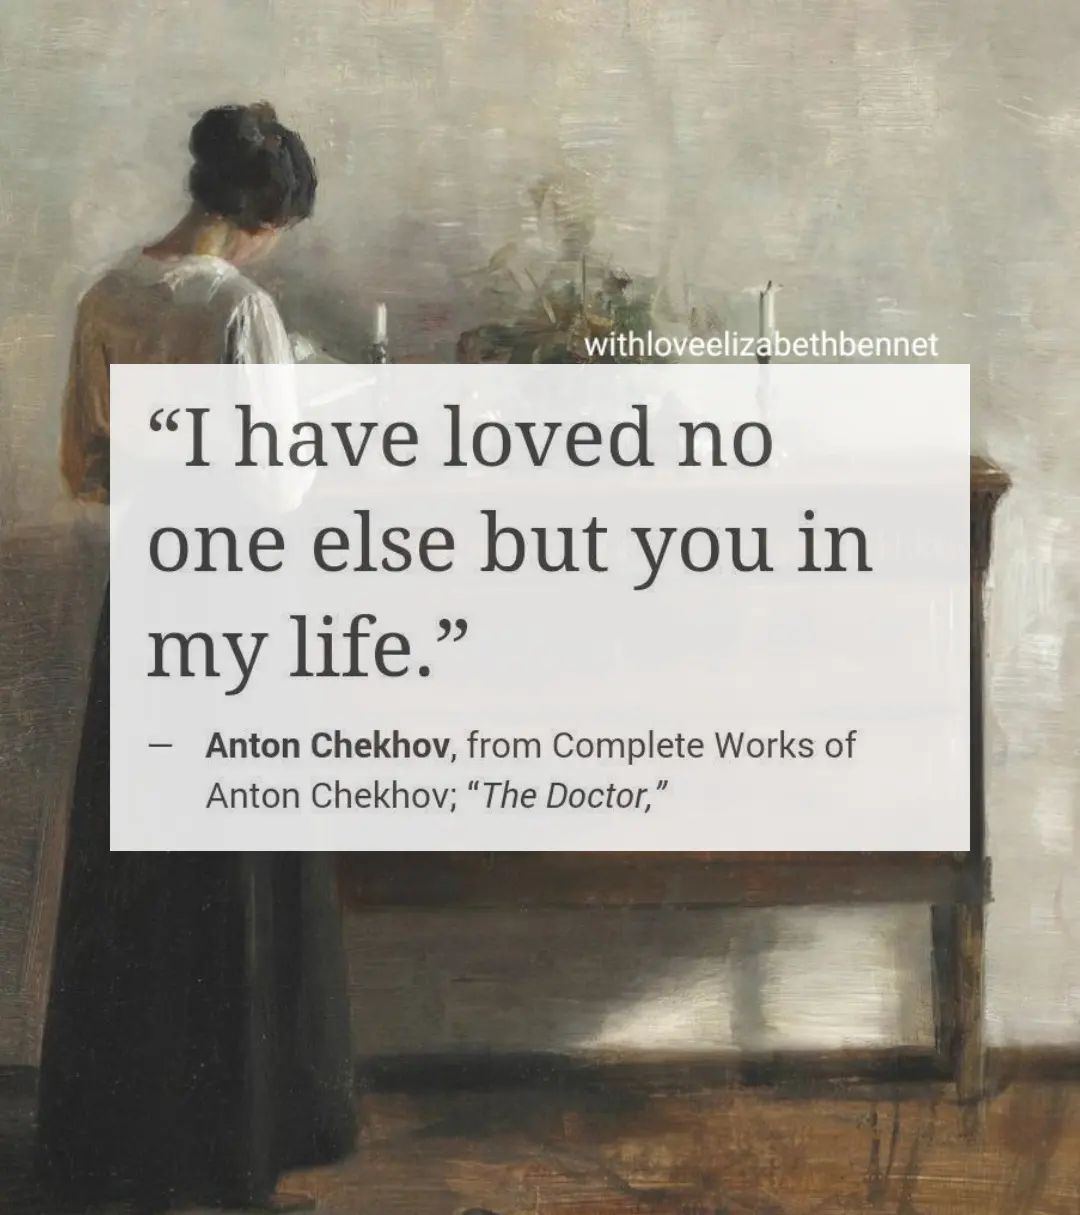 withloveelizabethbennet
“I have loved no
one else but you in
my life.”
— Anton Chekhov, from Complete Works of
Anton Chekhov; “The Doctor,”